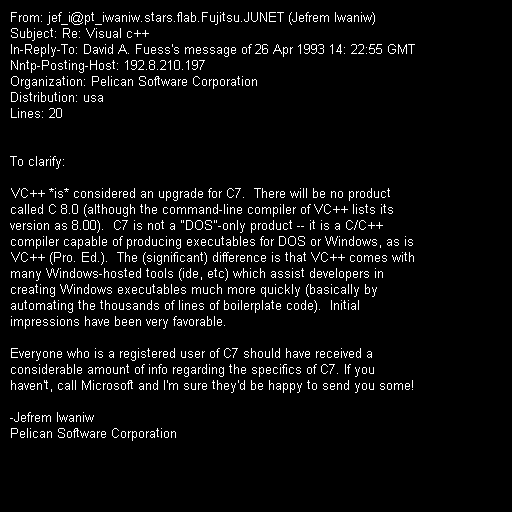 From: jef_i@pt_iwaniw.stars.flab.Fujitsu.JUNET (Jefrem Iwaniw)
Subject: Re: Visual c++
In-Reply-To: David A. Fuess's message of 26 Apr 1993 14: 22:55 GMT
Nntp-Posting-Host: 192.8.210.197
Organization: Pelican Software Corporation
Distribution: usa
Lines: 20

To clarify:

VC++ *is* considered an upgrade for C7.  There will be no product
called C 8.0 (although the command-line compiler of VC++ lists its
version as 8.00).  C7 is not a "DOS"-only product -- it is a C/C++
compiler capable of producing executables for DOS or Windows, as is
VC++ (Pro. Ed.).  The (significant) difference is that VC++ comes with
many Windows-hosted tools (ide, etc) which assist developers in
creating Windows executables much more quickly (basically by
automating the thousands of lines of boilerplate code).  Initial
impressions have been very favorable.

Everyone who is a registered user of C7 should have received a
considerable amount of info regarding the specifics of C7. If you
haven't, call Microsoft and I'm sure they'd be happy to send you some!

-Jefrem Iwaniw
Pelican Software Corporation